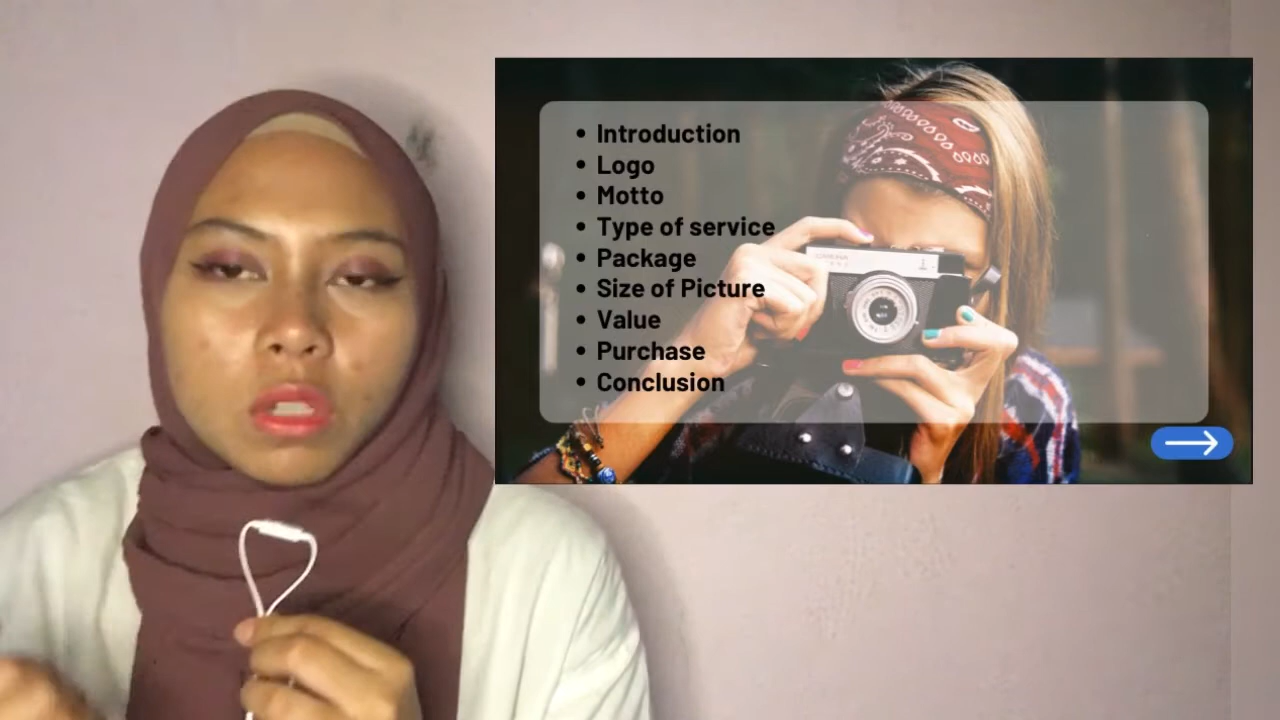 Introduction
Logo
Motto
Type of service
Package
Size of Picture
Value
Purchase
Conclusion